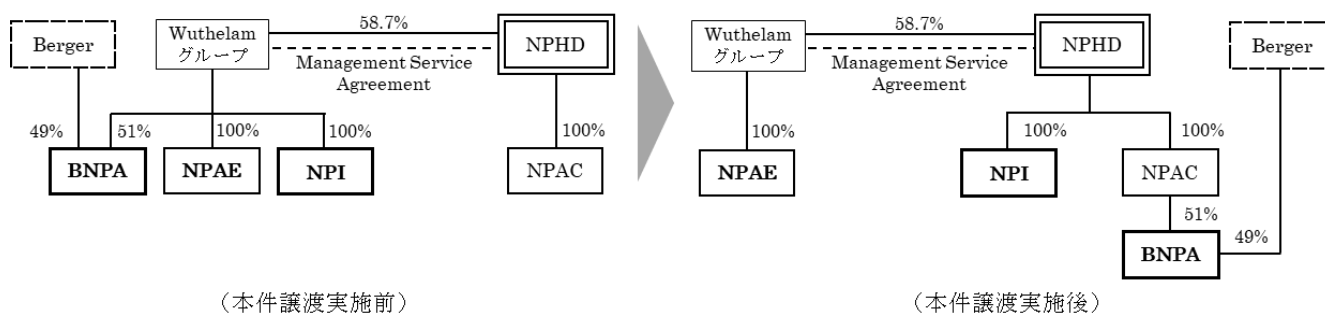 58.7%
Berger
Wuthelam
グループ
NPHD
Management Service
Agreement
49%
51%
100%
100%
100%
BNPA
NPAE
NPI
NPAC
(本件譲渡実施前)
58.7%
Wuthelam
グループ
NPHD
Berger
Management Service
Agreement
100%
100%
100%
NPAE
NPI
NPAC
51%
BNPA
49%
(本件譲渡実施後)